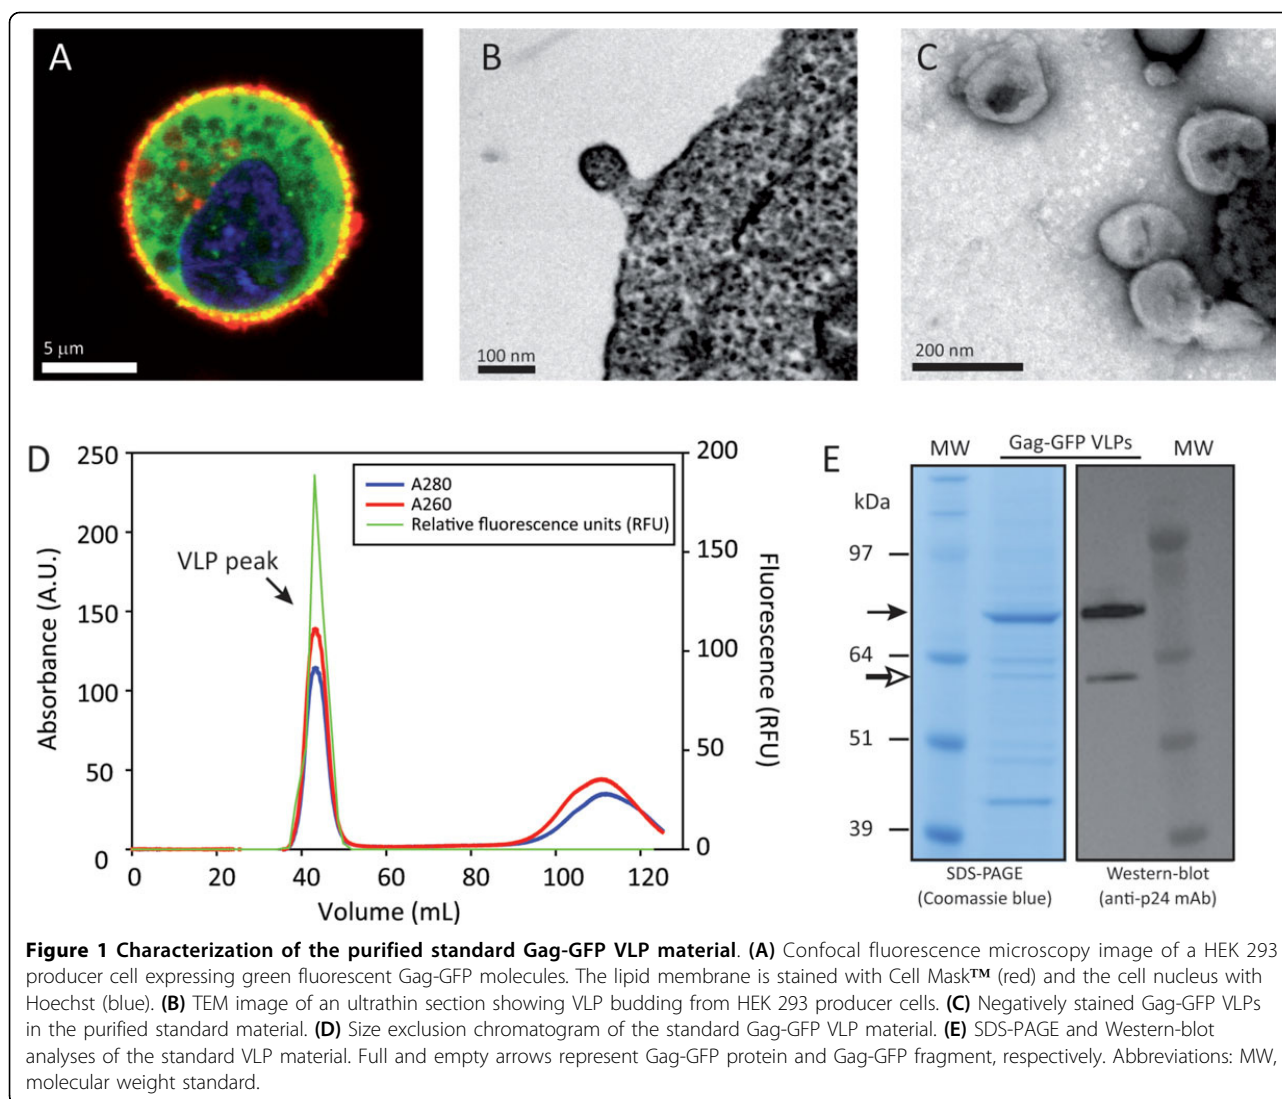 A
5 μm
B
100 nm
C
200 nm
D
250
200
150
100
50
0
Absorbance (A.U.)
VLP peak
A280
A260
Relative fluorescence units (RFU)
200
150
100
50
0
Fluorescence (RFU)
0 20 40 60 80 100 120
Volume (mL)
E
MW Gag-GFP VLPs MW
kDa
97
64
51
39
SDS-PAGE
(Coomassie blue)
Western-blot
(anti-p24 mAb)
Figure 1 Characterization of the purified standard Gag-GFP VLP material. (A) Confocal fluorescence microscopy image of a HEK 293
producer cell expressing green fluorescent Gag-GFP molecules. The lipid membrane is stained with Cell Mask™ (red) and the cell nucleus with
Hoechst (blue). (B) TEM image of an ultrathin section showing VLP budding from HEK 293 producer cells. (C) Negatively stained Gag-GFP VLPs
in the purified standard material. (D) Size exclusion chromatogram of the standard Gag-GFP VLP material. (E) SDS-PAGE and Western-blot
analyses of the standard VLP material. Full and empty arrows represent Gag-GFP protein and Gag-GFP fragment, respectively. Abbreviations: MW,
molecular weight standard.